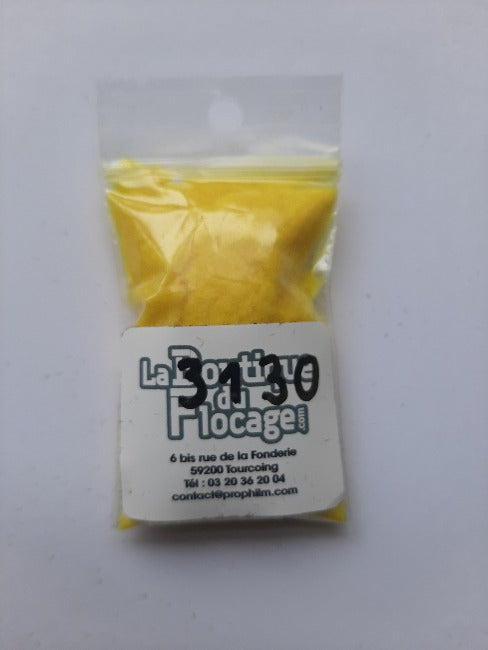 La Boutique
du
Flocage.com
3130
6 bis rue de la Fonderie
59200 Tourcoing
Tél : 03 20 36 20 04
contact@prophilm.com